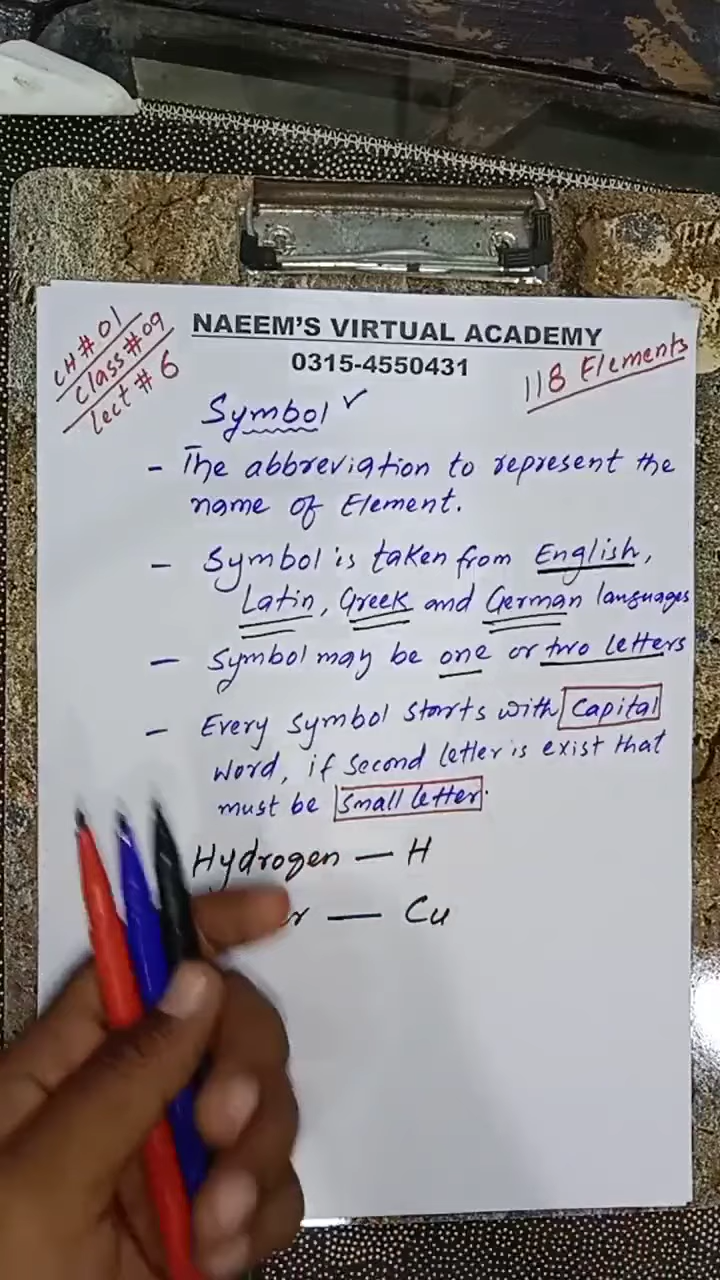 CH # 01
Class # 09
Lect # 6
NAEEM'S VIRTUAL ACADEMY
0315-4550431
118 Elements
Symbol ✓
- The abbreviation to represent the
name of Element.
- Symbol is taken from English,
Latin, Greek and German languages
- Symbol may be one or two letters
- Every symbol starts with Capital
word, if second letter is exist that
must be small letter.
Hydrogen — H
— Cu